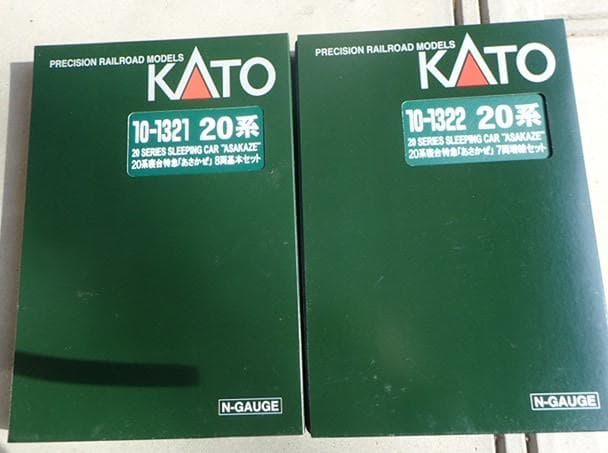 PRECISION RAILROAD MODELS
KATO
10-1321 20系
20 SERIES SLEEPING CAR "ASAKAZE"
20系寝台特急「あさかぜ」8両基本セット
N-GAUGE
PRECISION RAILROAD MODELS
KATO
10-1322 20系
20 SERIES SLEEPING CAR "ASAKAZE"
20系寝台特急「あさかぜ」7両増結セット
N-GAUGE